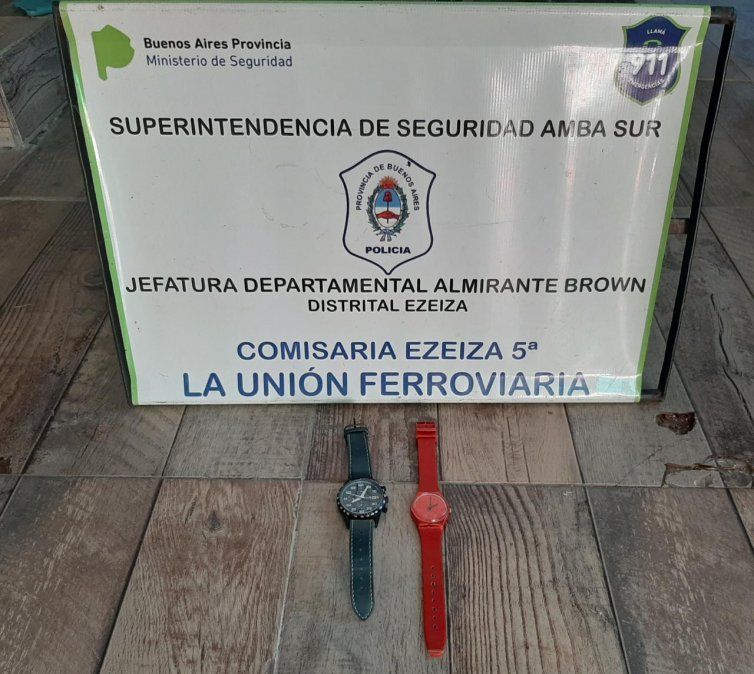 Buenos Aires Provincia
Ministerio de Seguridad
LLAMÁ
911
EMERGENCIAS
SUPERINTENDENCIA DE SEGURIDAD AMBA SUR
PROVINCIA DE BUENOS AIRES
POLICIA
JEFATURA DEPARTAMENTAL ALMIRANTE BROWN
DISTRITAL EZEIZA
COMISARIA EZEIZA 5ª
LA UNIÓN FERROVIARIA